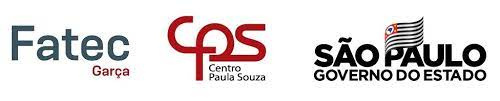 Fatec
Garça
cps
Centro
Paula Souza
SÃO PAULO
GOVERNO DO ESTADO